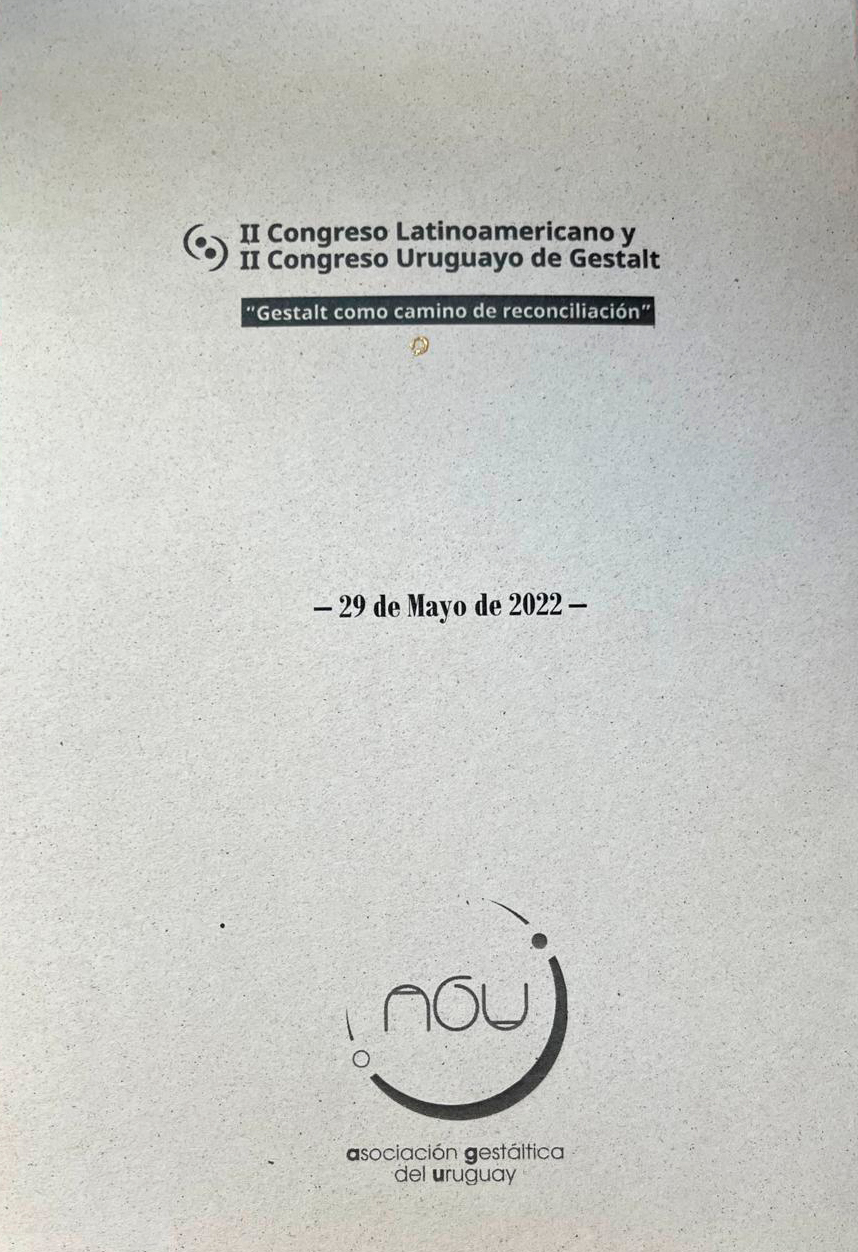 II Congreso Latinoamericano y
II Congreso Uruguayo de Gestalt
“Gestalt como camino de reconciliación”
– 29 de Mayo de 2022 –
AGU
asociación gestáltica
del uruguay